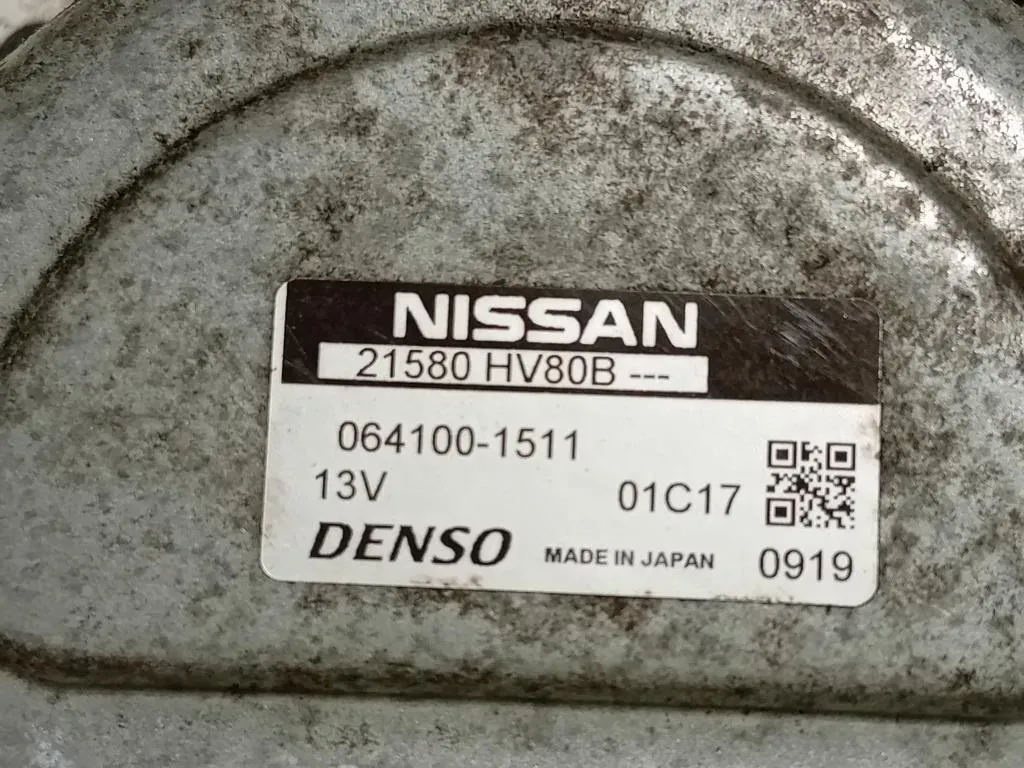 NISSAN
21580 HV80B ---
064100-1511
13V 01C17
DENSO MADE IN JAPAN 0919